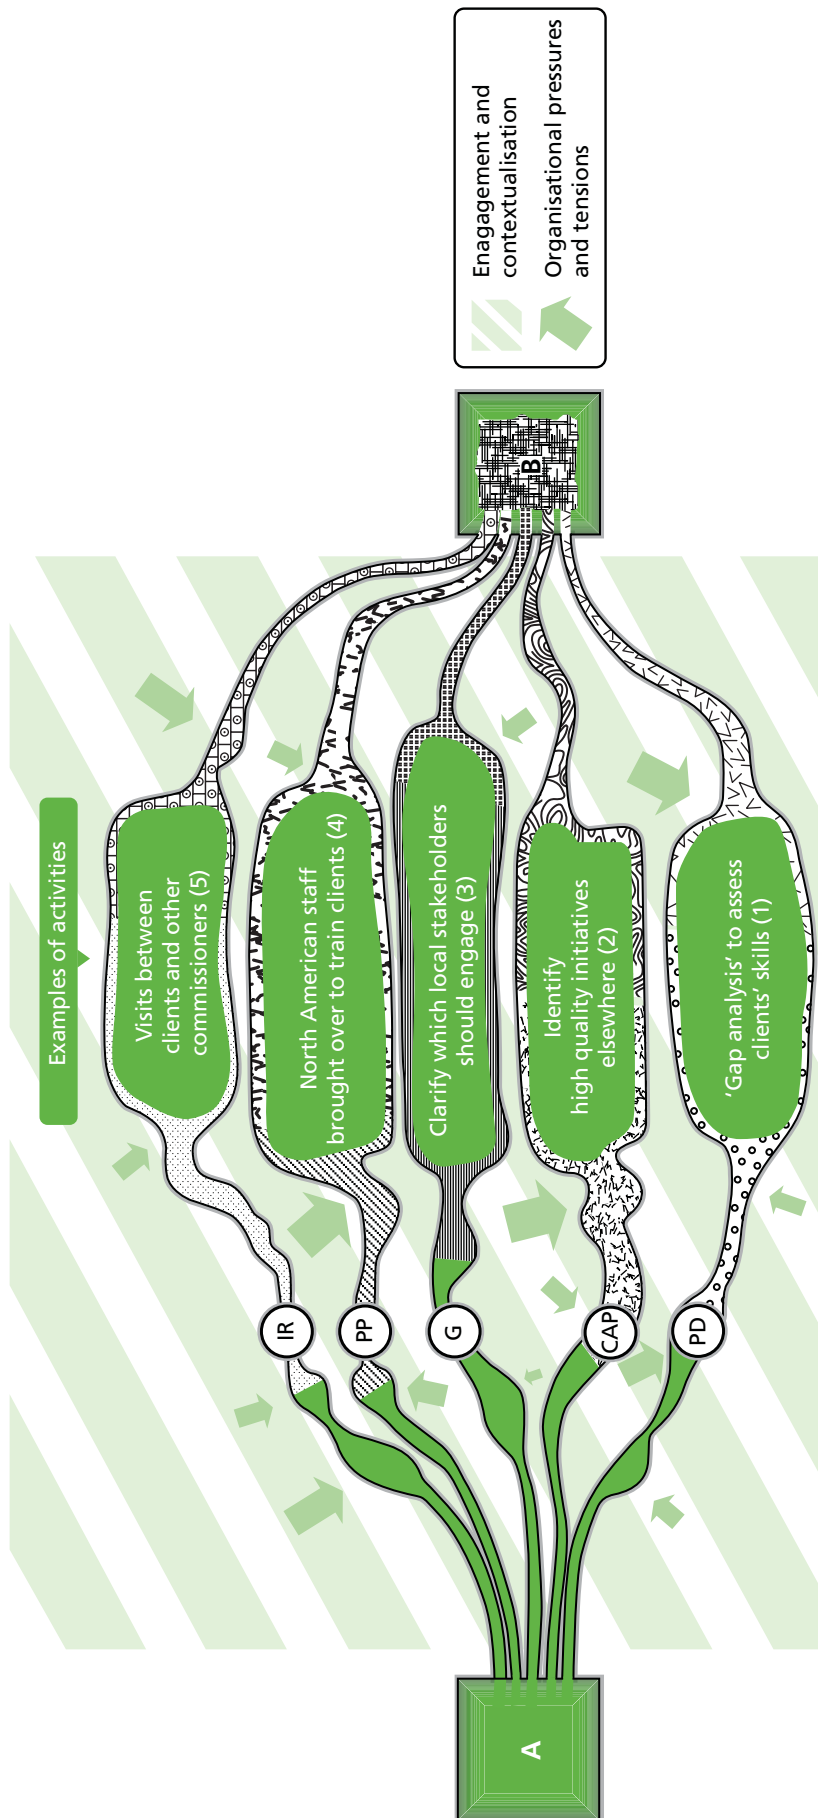 Examples of activities
Visits between
clients and other
commissioners (5)
North American staff
brought over to train clients (4)
Clarify which local stakeholders
should engage (3)
Identify
high quality initiatives
elsewhere (2)
‘Gap analysis’ to assess
clients’ skills (1)
IR
PP
G
CAP
PD
A
B
Enagagement and
contextualisation
Organisational pressures
and tensions